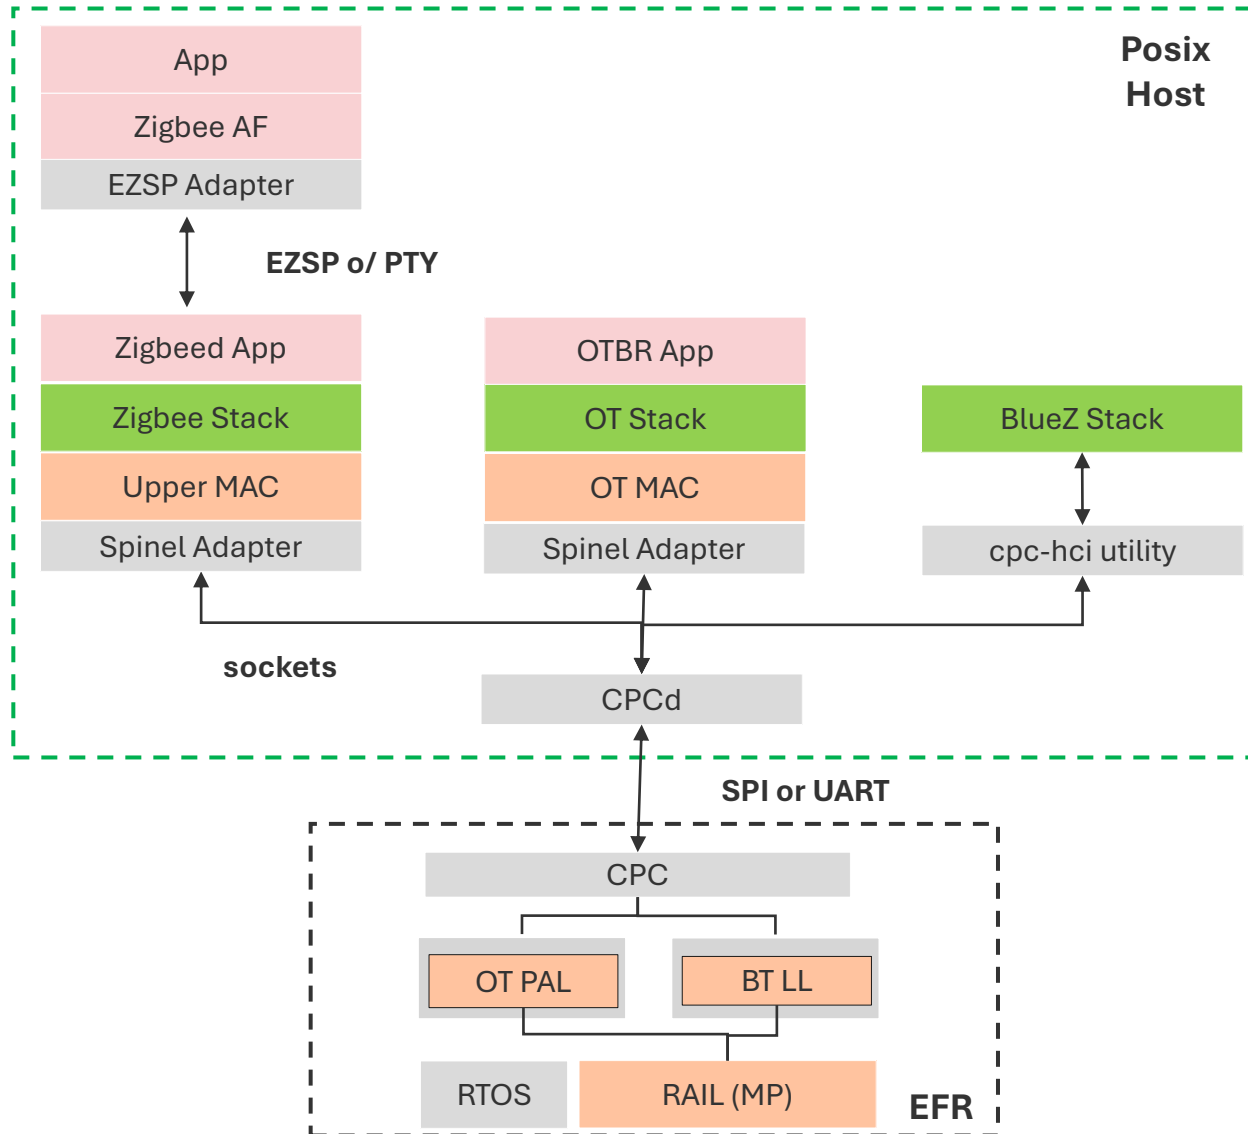 Posix
Host
App
Zigbee AF
EZSP Adapter
EZSP o/ PTY
Zigbeed App
Zigbee Stack
Upper MAC
Spinel Adapter
OTBR App
OT Stack
OT MAC
Spinel Adapter
BlueZ Stack
cpc-hci utility
sockets
CPCd
SPI or UART
CPC
OT PAL
BT LL
RTOS
RAIL (MP)
EFR